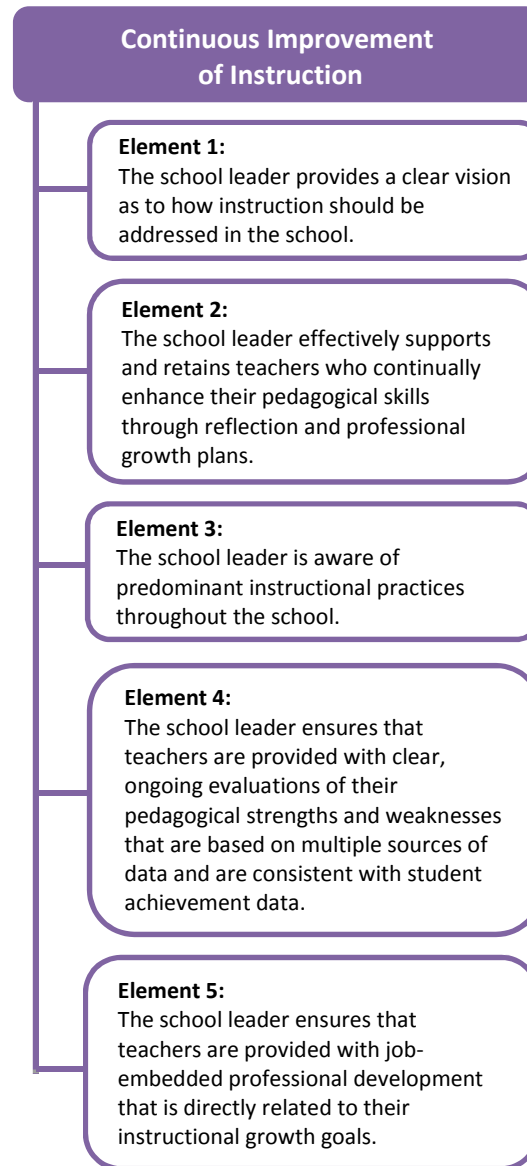 Continuous Improvement
of Instruction
Element 1:
The school leader provides a clear vision
as to how instruction should be
addressed in the school.
Element 2:
The school leader effectively supports
and retains teachers who continually
enhance their pedagogical skills
through reflection and professional
growth plans.
Element 3:
The school leader is aware of
predominant instructional practices
throughout the school.
Element 4:
The school leader ensures that
teachers are provided with clear,
ongoing evaluations of their
pedagogical strengths and weaknesses
that are based on multiple sources of
data and are consistent with student
achievement data.
Element 5:
The school leader ensures that
teachers are provided with job-
embedded professional development
that is directly related to their
instructional growth goals.